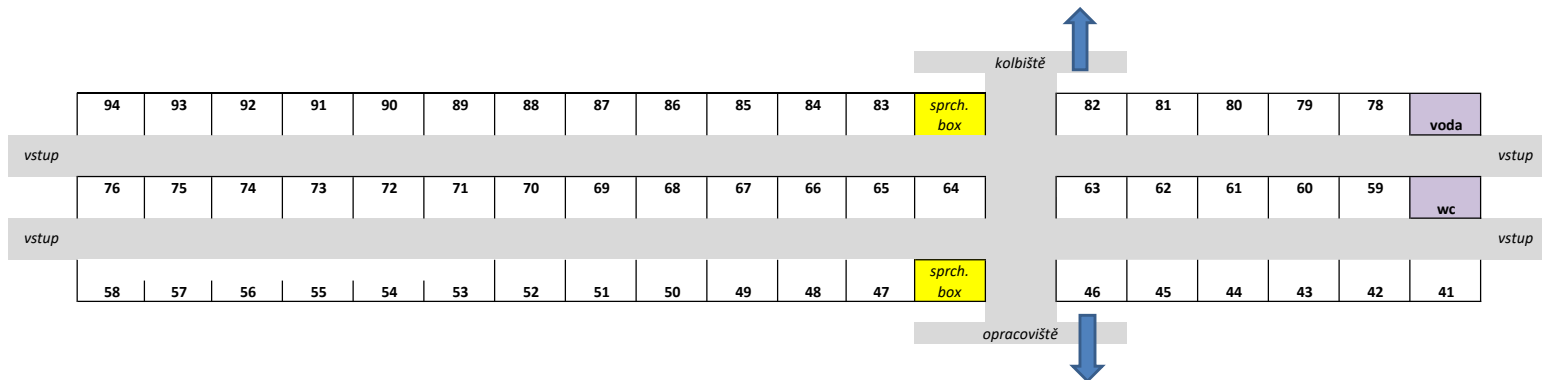 kolbiště
94 93 92 91 90 89 88 87 86 85 84 83 sprch. 82 81 80 79 78
box voda
vstup vstup
76 75 74 73 72 71 70 69 68 67 66 65 64 63 62 61 60 59
wc
vstup vstup
sprch.
58 57 56 55 54 53 52 51 50 49 48 47 box 46 45 44 43 42 41
opracoviště